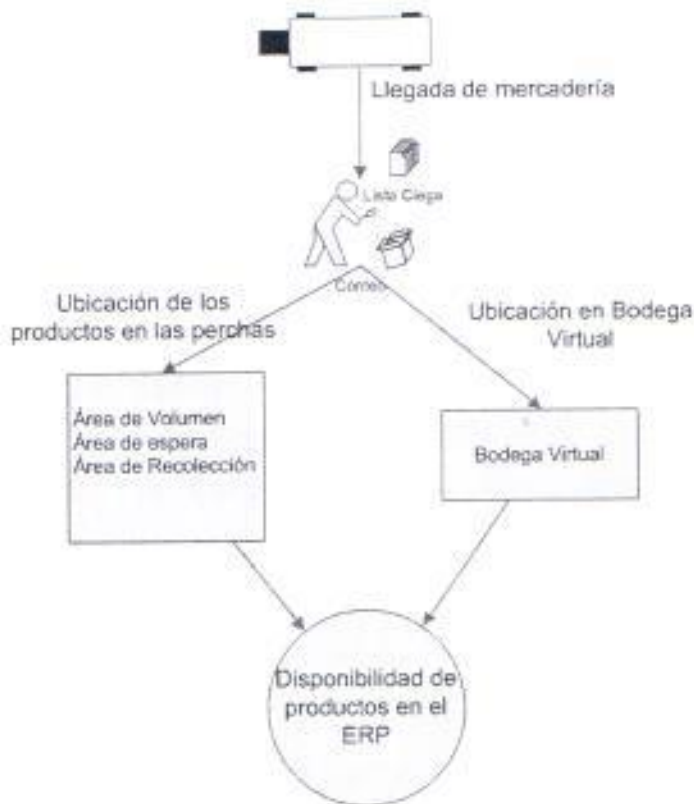 Llegada de mercadería
Lista Ciega
Correo
Ubicación de los
productos en las perchas
Ubicación en Bodega
Virtual
Área de Volumen
Área de espera
Área de Recolección
Bodega Virtual
Disponibilidad de
productos en el
ERP